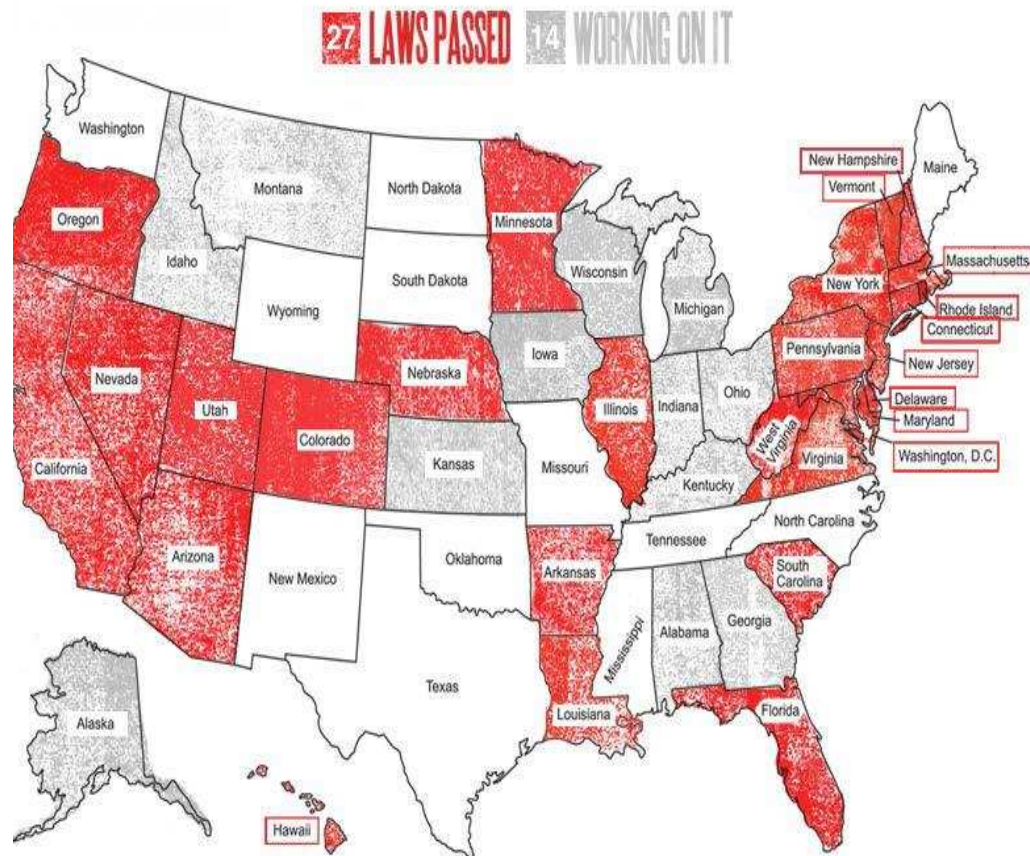 27 LAWS PASSED 14 WORKING ON IT
Washington
Montana
North Dakota
Minnesota
New Hampshire
Vermont
Maine
Oregon
Idaho
South Dakota
Wisconsin
Michigan
New York
Massachusetts
Rhode Island
Connecticut
Wyoming
Iowa
Pennsylvania
New Jersey
Nevada
Utah
Nebraska
Illinois
Indiana
Ohio
Delaware
Maryland
Washington, D.C.
California
Colorado
Kansas
Missouri
Kentucky
West
Virginia
Virginia
Arizona
New Mexico
Oklahoma
Arkansas
Tennessee
North Carolina
South
Carolina
Mississippi
Alabama
Georgia
Texas
Louisiana
Florida
Alaska
Hawaii